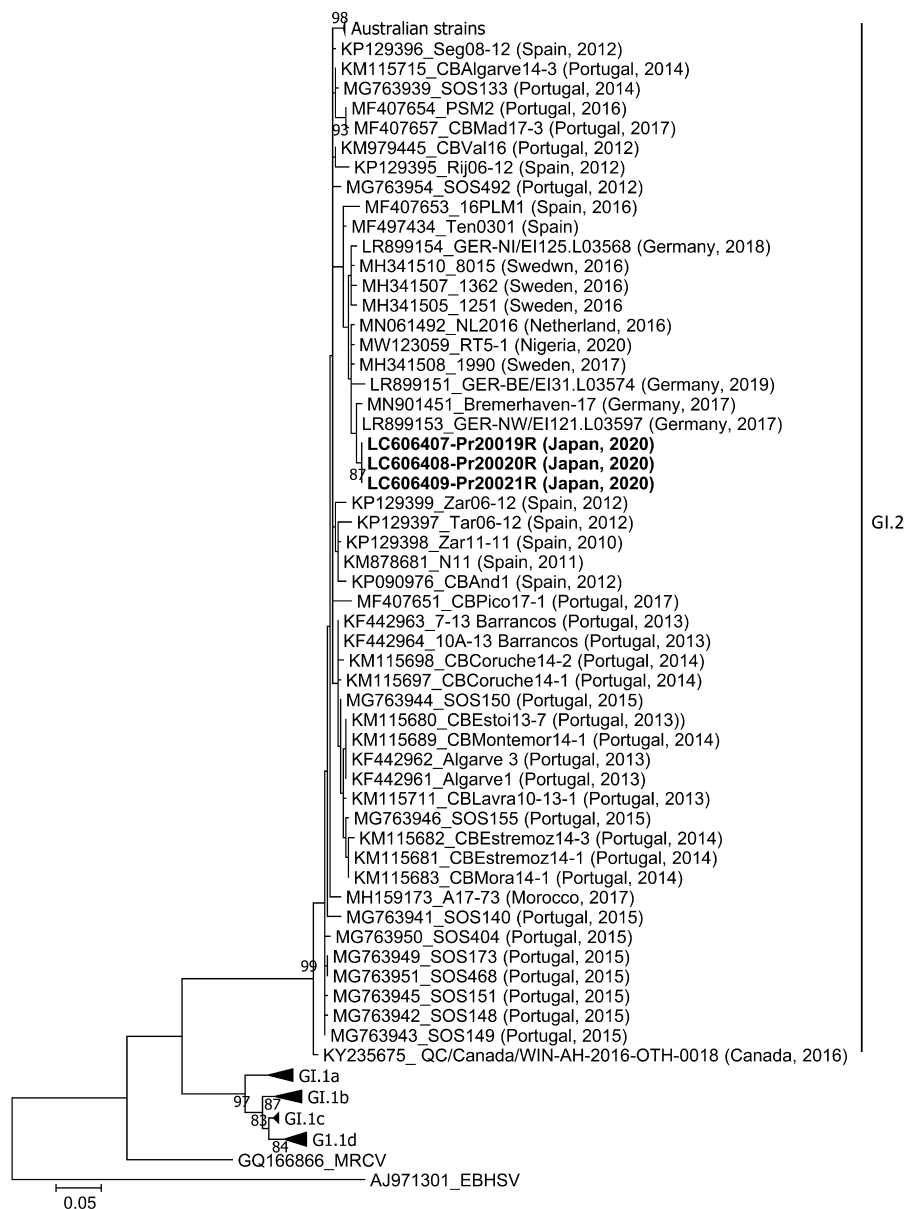 98
Australian strains
KP129396_Seg08-12 (Spain, 2012)
KM115715_CBAlgarve14-3 (Portugal, 2014)
MG763939_SOS133 (Portugal, 2014)
MF407654_PSM2 (Portugal, 2016)
93
MF407657_CBMad17-3 (Portugal, 2017)
KM979445_CBVal16 (Portugal, 2012)
KP129395_Rij06-12 (Spain, 2012)
MG763954_SOS492 (Portugal, 2012)
MF407653_16PLM1 (Spain, 2016)
MF497434_Ten0301 (Spain)
LR899154_GER-NI/EI125.L03568 (Germany, 2018)
MH341510_8015 (Swedwn, 2016)
MH341507_1362 (Sweden, 2016)
MH341505_1251 (Sweden, 2016
MN061492_NL2016 (Netherland, 2016)
MW123059_RT5-1 (Nigeria, 2020)
MH341508_1990 (Sweden, 2017)
LR899151_GER-BE/EI31.L03574 (Germany, 2019)
MN901451_Bremerhaven-17 (Germany, 2017)
LR899153_GER-NW/EI121.L03597 (Germany, 2017)
LC606407-Pr20019R (Japan, 2020)
LC606408-Pr20020R (Japan, 2020)
87
LC606409-Pr20021R (Japan, 2020)
KP129399_Zar06-12 (Spain, 2012)
KP129397_Tar06-12 (Spain, 2012)
GI.2
KP129398_Zar11-11 (Spain, 2010)
KM878681_N11 (Spain, 2011)
KP090976_CBAnd1 (Spain, 2012)
MF407651_CBPico17-1 (Portugal, 2017)
KF442963_7-13 Barrancos (Portugal, 2013)
KF442964_10A-13 Barrancos (Portugal, 2013)
KM115698_CBCoruche14-2 (Portugal, 2014)
KM115697_CBCoruche14-1 (Portugal, 2014)
MG763944_SOS150 (Portugal, 2015)
KM115680_CBEstoi13-7 (Portugal, 2013))
KM115689_CBMontemor14-1 (Portugal, 2014)
KF442962_Algarve 3 (Portugal, 2013)
KF442961_Algarve1 (Portugal, 2013)
KM115711_CBLavra10-13-1 (Portugal, 2013)
MG763946_SOS155 (Portugal, 2015)
KM115682_CBEstremoz14-3 (Portugal, 2014)
KM115681_CBEstremoz14-1 (Portugal, 2014)
KM115683_CBMora14-1 (Portugal, 2014)
MH159173_A17-73 (Morocco, 2017)
MG763941_SOS140 (Portugal, 2015)
MG763950_SOS404 (Portugal, 2015)
MG763949_SOS173 (Portugal, 2015)
99
MG763951_SOS468 (Portugal, 2015)
MG763945_SOS151 (Portugal, 2015)
MG763942_SOS148 (Portugal, 2015)
MG763943_SOS149 (Portugal, 2015)
KY235675_ QC/Canada/WIN-AH-2016-OTH-0018 (Canada, 2016)
GI.1a
97
87
GI.1b
83
GI.1c
84
G1.1d
GQ166866_MRCV
AJ971301_EBHSV
0.05